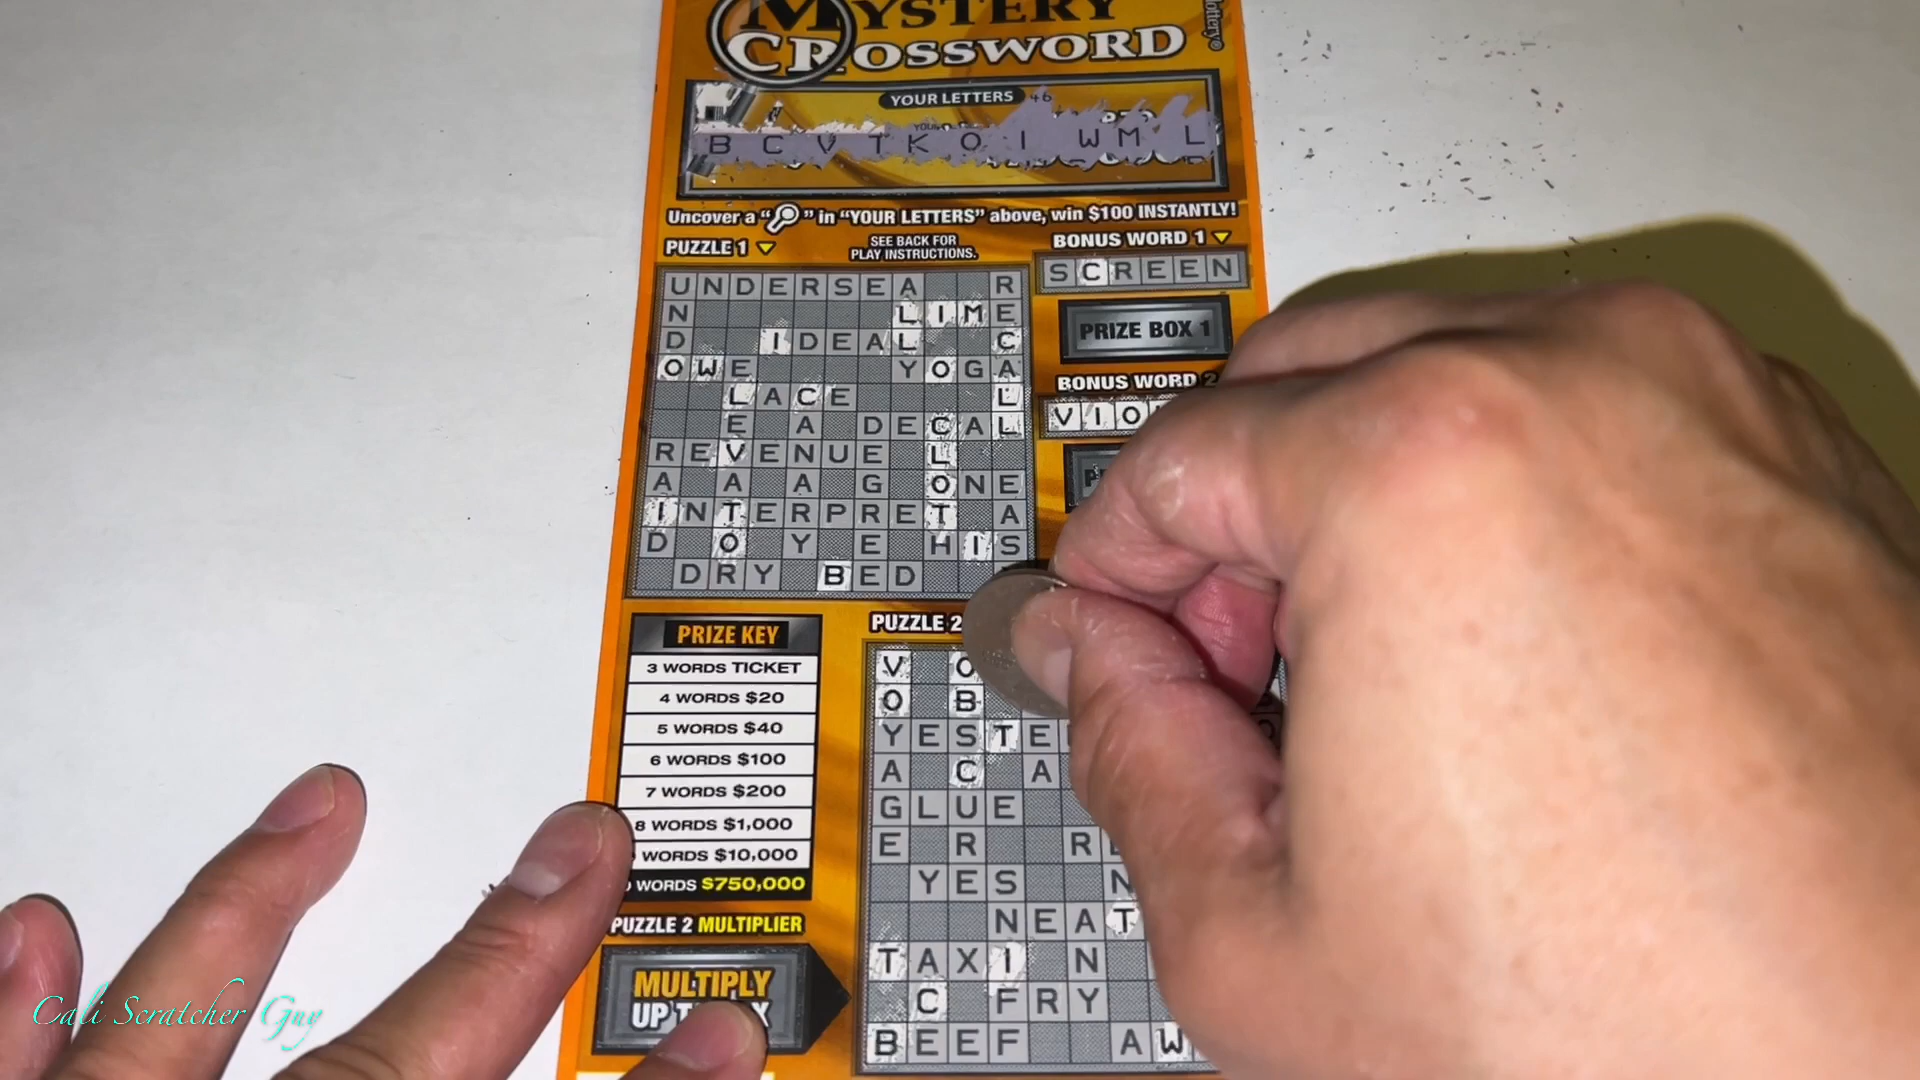 MYSTERY
CROSSWORD
YOUR LETTERS
B C V T K O I W M L
Uncover a " " in "YOUR LETTERS" above, win $100 INSTANTLY!
PUZZLE 1
SEE BACK FOR
PLAY INSTRUCTIONS.
BONUS WORD 1
SCREEN
UNDERSEA R
N LIME
D IDEAL C
OWE YOGA
LACE L
E A DECAL
REVENUE L
A A A G ONE
INTERPRET A
D O Y E HIS
DRY BED
PRIZE BOX 1
BONUS WORD 2
VIO
PRIZE KEY
3 WORDS TICKET
4 WORDS $20
5 WORDS $40
6 WORDS $100
7 WORDS $200
8 WORDS $1,000
WORDS $10,000
WORDS $750,000
PUZZLE 2
V O
O B
YESTE
A C A
GLUE
E R R
YES N
NEAT
TAXI N
C FRY
BEEF AW
PUZZLE 2 MULTIPLIER
MULTIPLY
UP
Cali Scratcher Guy